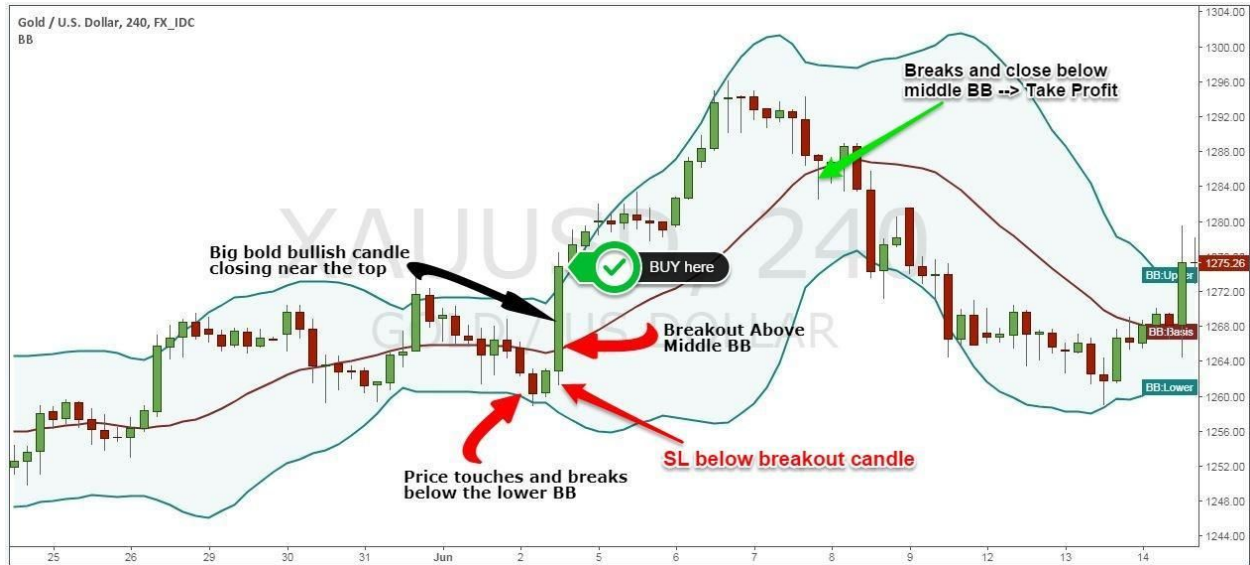 Gold / U.S. Dollar, 240, FX_IDC
BB
XAUUSD, 240
GOLD / US DOLLAR
Breaks and close below
middle BB --> Take Profit
Big bold bullish candle
closing near the top
BUY here
Breakout Above
Middle BB
SL below breakout candle
Price touches and breaks
below the lower BB
BB:Upper
BB:Basis
BB:Lower
1304.00
1300.00
1296.00
1292.00
1288.00
1284.00
1280.00
1276.00
1275.26
1272.00
1268.00
1264.00
1260.00
1256.00
1252.00
1248.00
1244.00
25 26 29 30 31 Jun 2 5 6 7 8 9 12 13 14